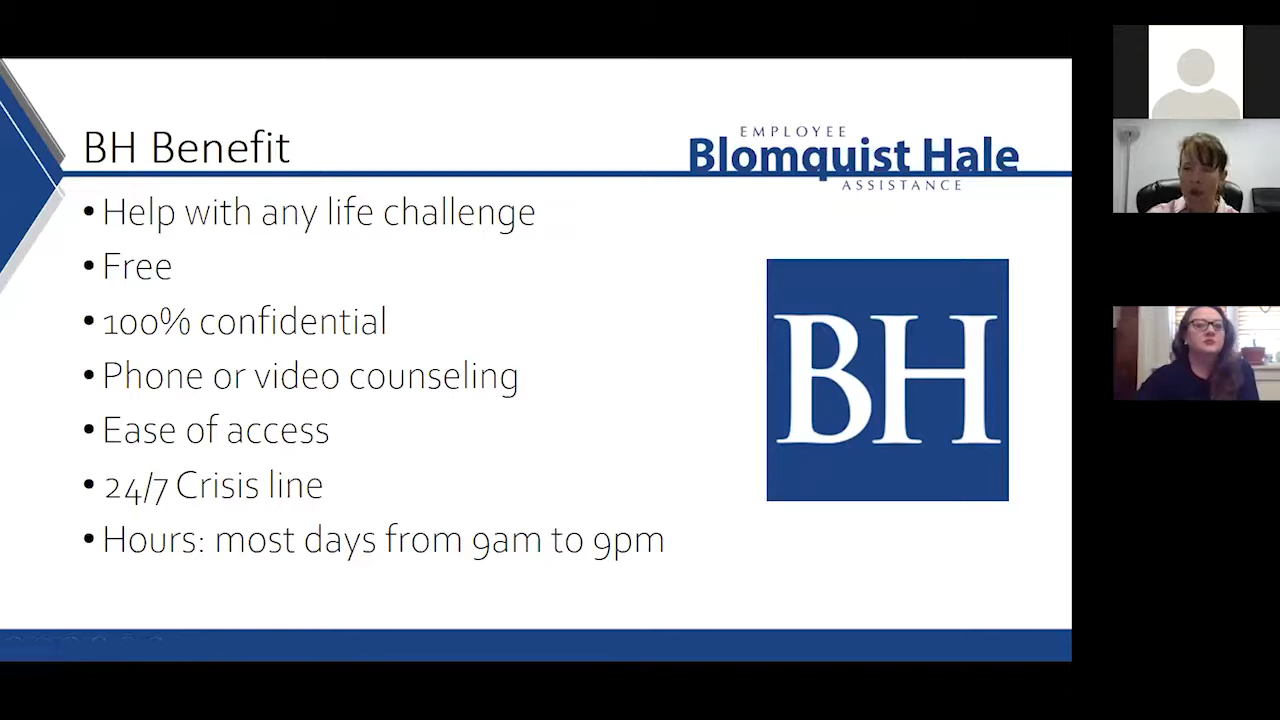 BH Benefit
EMPLOYEE
Blomquist Hale
ASSISTANCE
• Help with any life challenge
• Free
• 100% confidential
• Phone or video counseling
• Ease of access
• 24/7 Crisis line
• Hours: most days from 9am to 9pm
BH